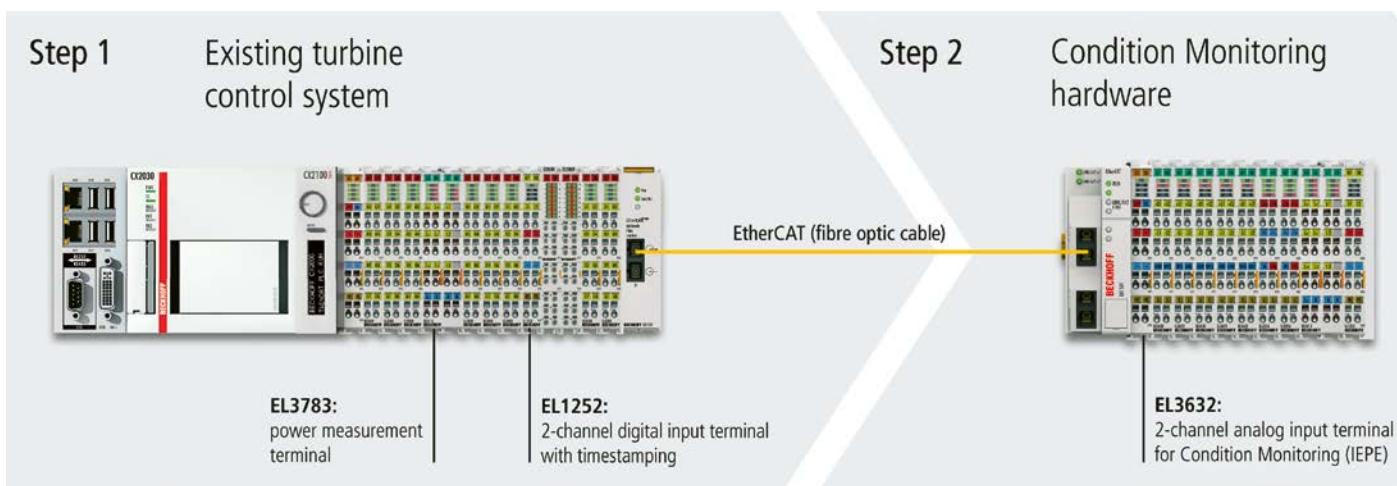 Step 1
Existing turbine
control system
Step 2
Condition Monitoring
hardware
CX2030
CX2100
BECKHOFF
EtherCAT (fibre optic cable)
BECKHOFF
EL3783:
power measurement
terminal
EL1252:
2-channel digital input terminal
with timestamping
EL3632:
2-channel analog input terminal
for Condition Monitoring (IEPE)